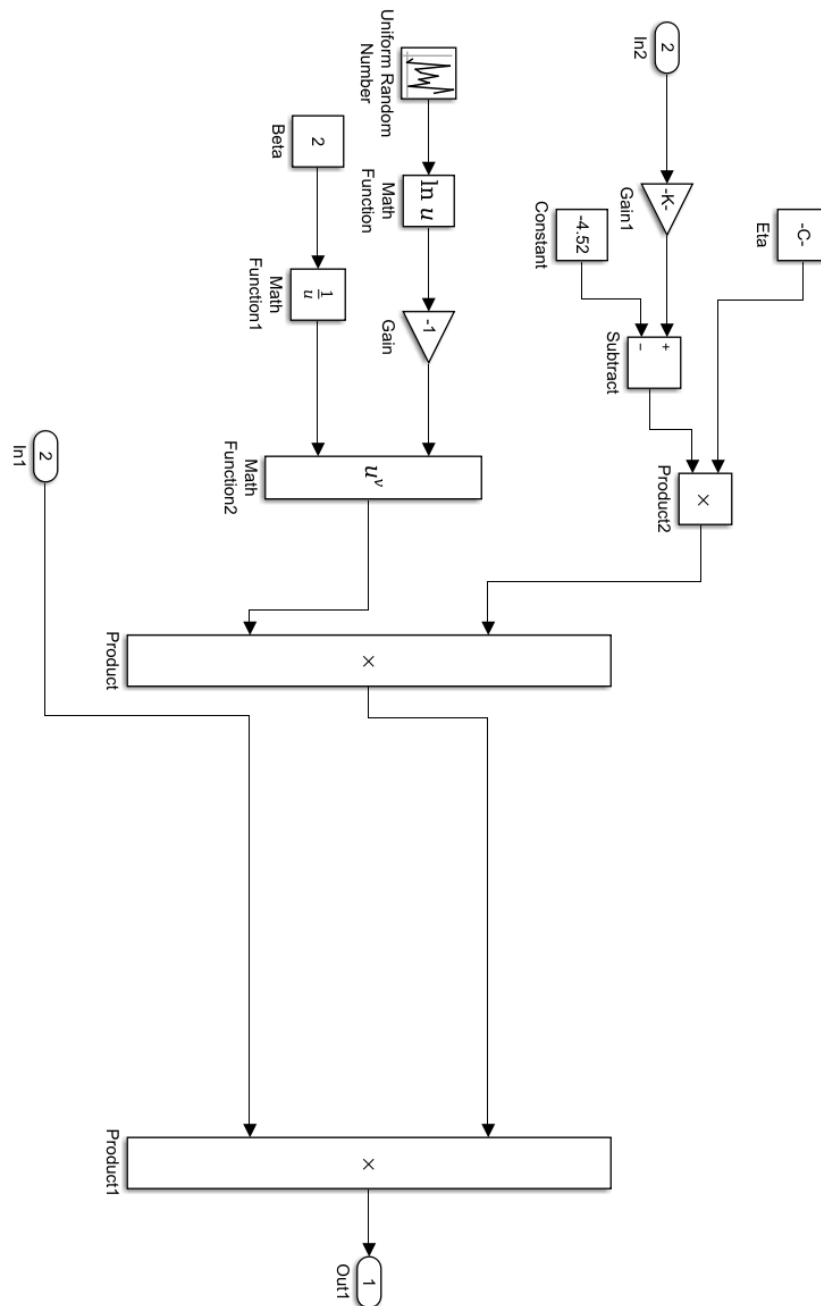 -C-
Eta
×
Product2
2
In2
-K-
Gain1
+
−
Subtract
-4.52
Constant
Uniform Random
Number
ln u
Math
Function
-1
Gain
u^v
Math
Function2
2
Beta
1
u
Math
Function1
×
Product
×
Product1
1
Out1
2
In1